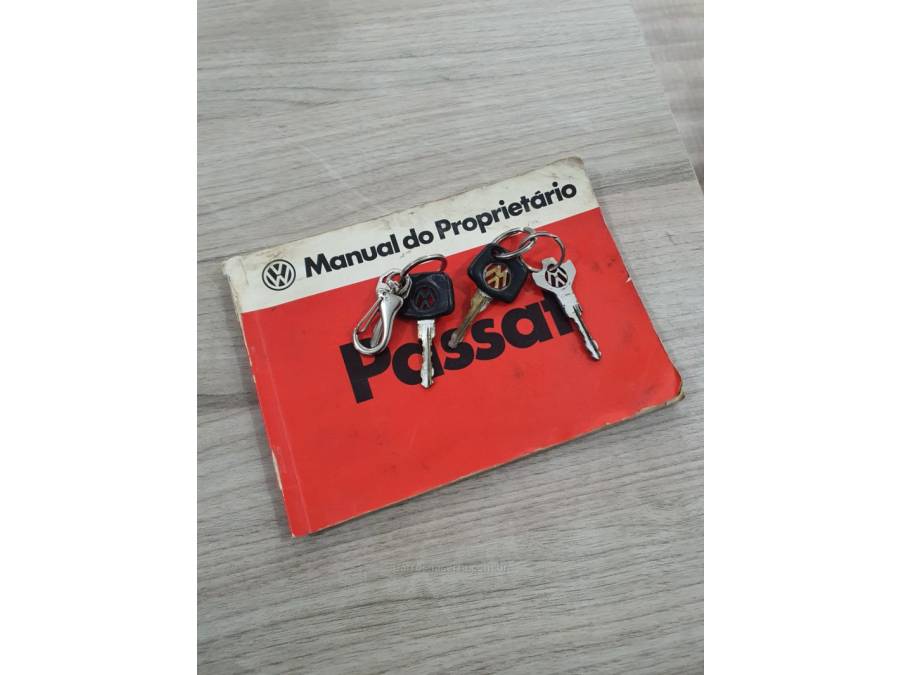 Manual do Proprietário
Passat